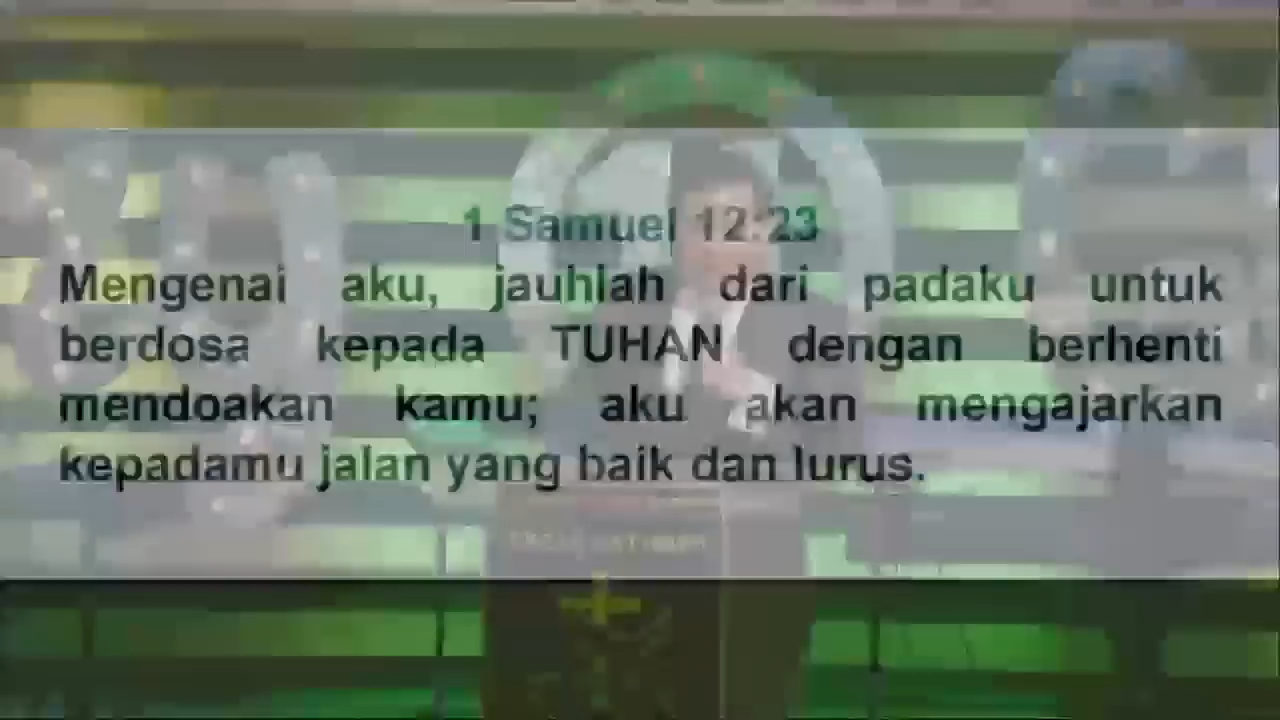 1 Samuel 12:23
Mengenai aku, jauhlah dari padaku untuk
berdosa kepada TUHAN dengan berhenti
mendoakan kamu; aku akan mengajarkan
kepadamu jalan yang baik dan lurus.